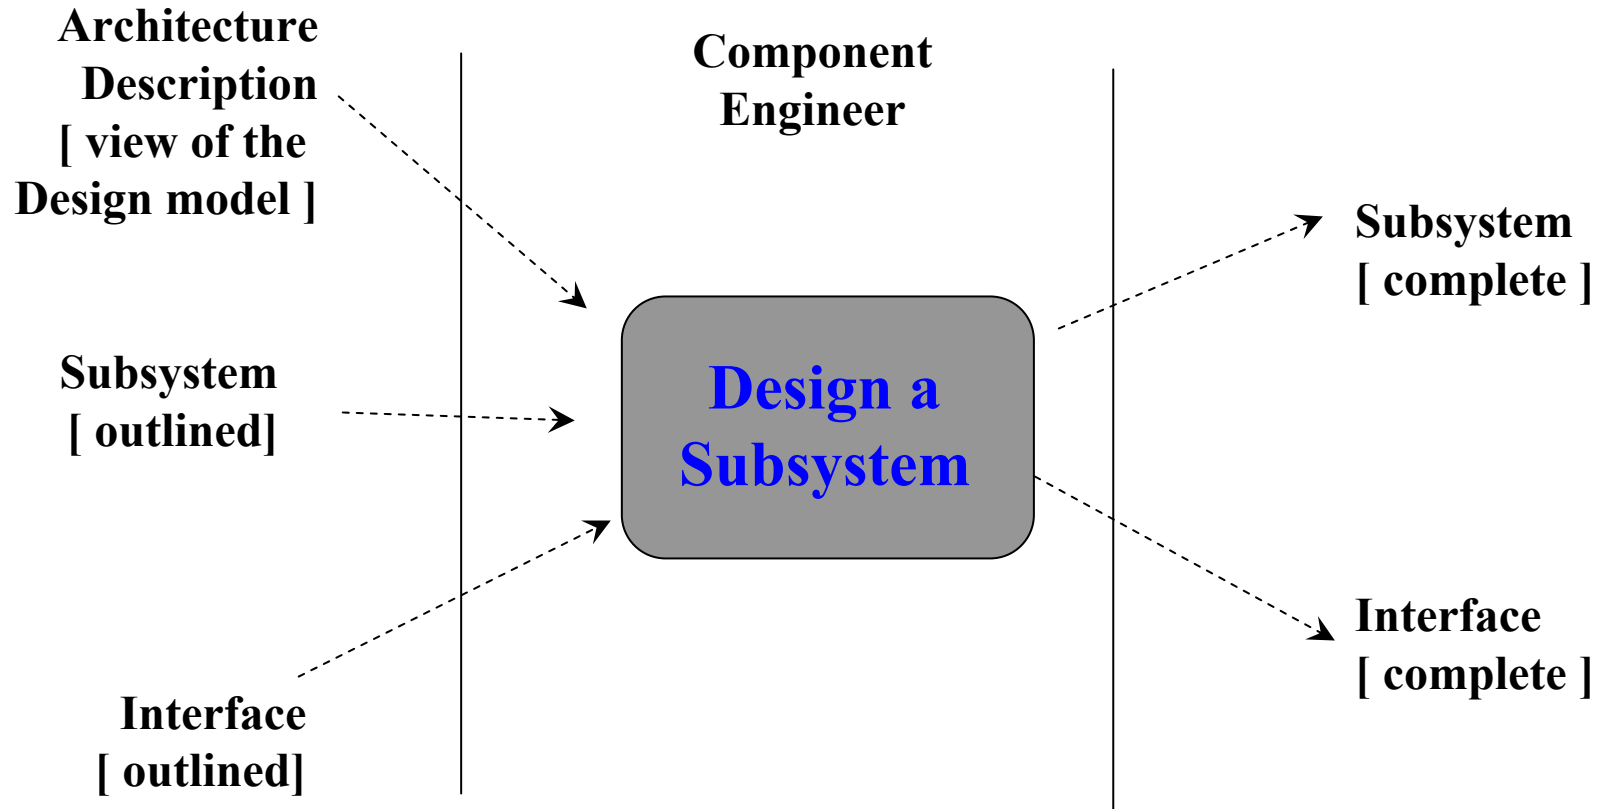 Architecture
Description
[ view of the
Design model ]
Component
Engineer
Subsystem
[ outlined]
Design a
Subsystem
Interface
[ outlined]
Subsystem
[ complete ]
Interface
[ complete ]